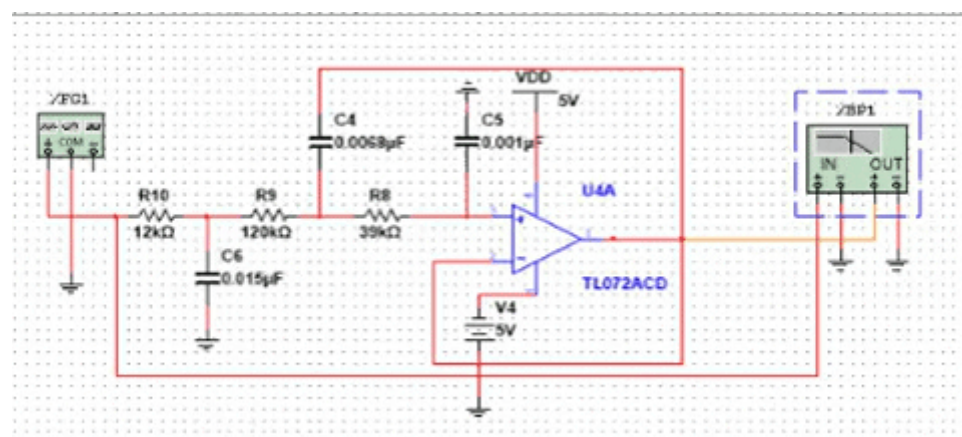 VDD
5V
XFG1
COM
C4
0.0068µF
C5
0.001µF
XBP1
IN
OUT
U4A
R10
12kΩ
R9
120kΩ
R8
39kΩ
C6
0.015µF
TL072ACD
V4
5V